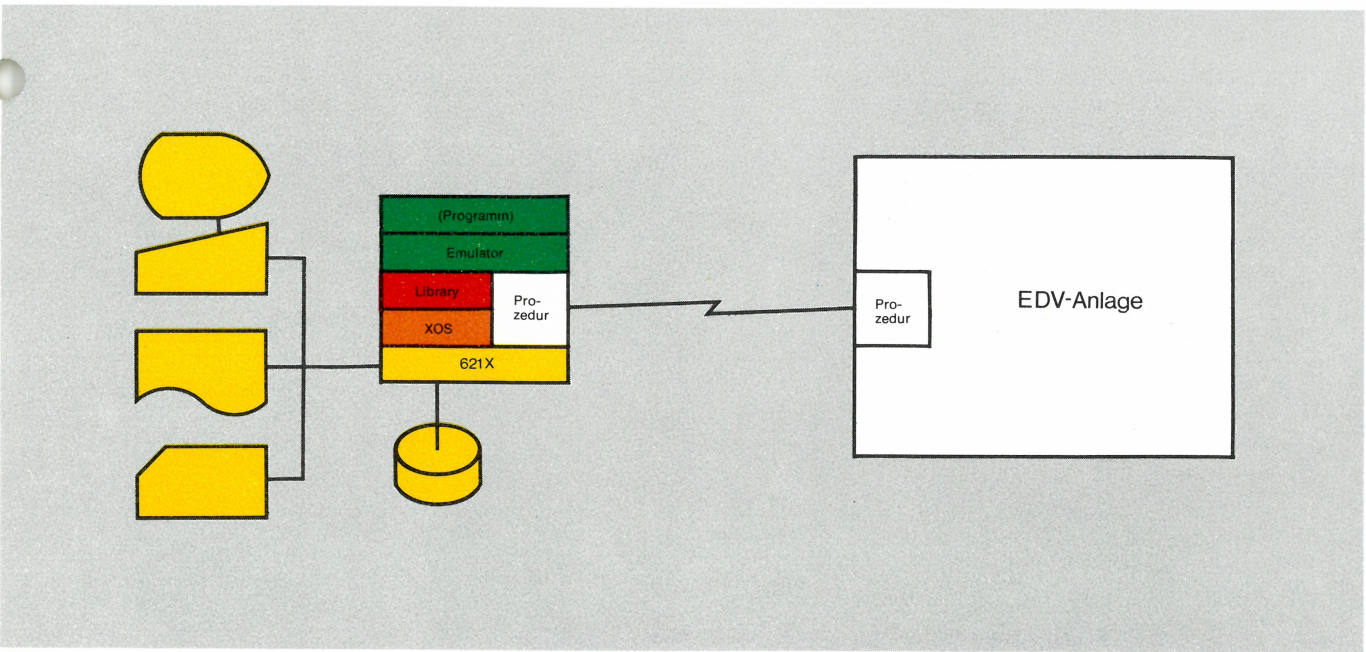 (Programm)
Emulator
Library
Pro-
zedur
XOS
621X
Pro-
zedur
EDV-Anlage